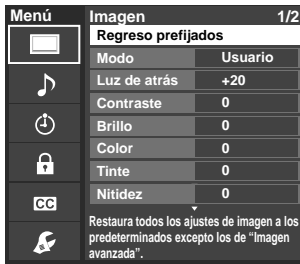 Menú
Imagen 1/2
Regreso prefijados
Modo Usuario
Luz de atrás +20
Contraste 0
Brillo 0
Color 0
Tinte 0
Nitidez 0
CC
Restaura todos los ajustes de imagen a los
predeterminados excepto los de “Imagen
avanzada”.